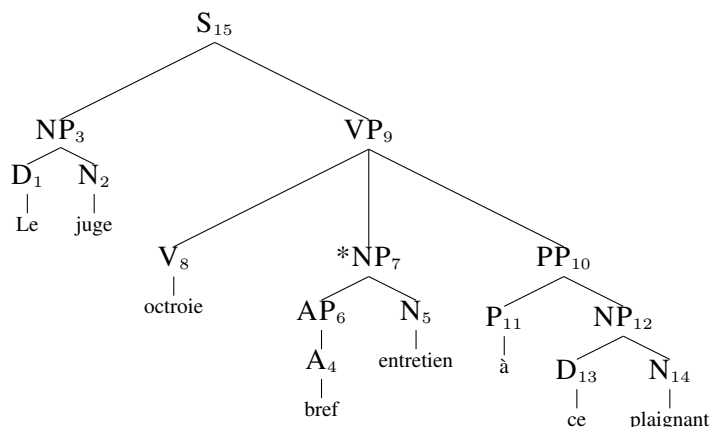 S₁₅
NP₃ VP₉
D₁ N₂
Le juge
V₈ *NP₇ PP₁₀
octroie
AP₆ N₅ P₁₁ NP₁₂
A₄ entretien à D₁₃ N₁₄
bref ce plaignant